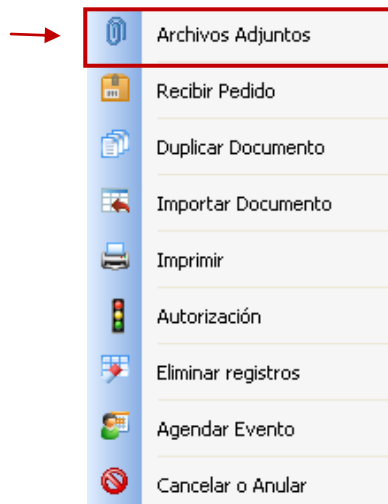 Archivos Adjuntos
Recibir Pedido
Duplicar Documento
Importar Documento
Imprimir
Autorización
Eliminar registros
Agendar Evento
Cancelar o Anular